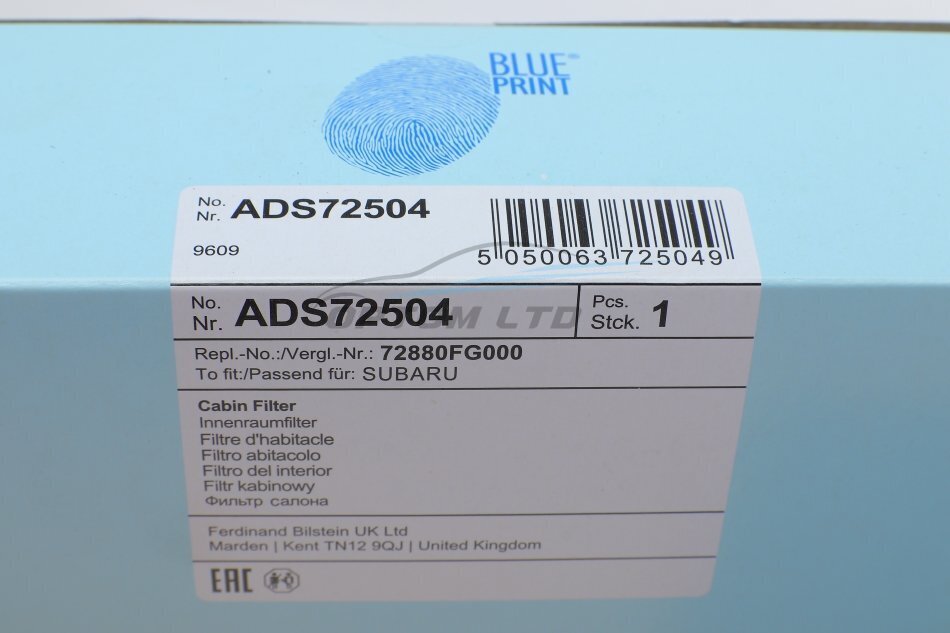 BLUE
PRINT
No.
Nr. ADS72504
9609
5 050063 725049
No.
Nr. ADS72504
Pcs.
Stck. 1
OPTOM LTD
Repl.-No.:/Vergl.-Nr.: 72880FG000
To fit:/Passend für: SUBARU
Cabin Filter
Innenraumfilter
Filtre d'habitacle
Filtro abitacolo
Filtro del interior
Filtr kabinowy
Фильтр салона
Ferdinand Bilstein UK Ltd
Marden | Kent TN12 9QJ | United Kingdom
EAC